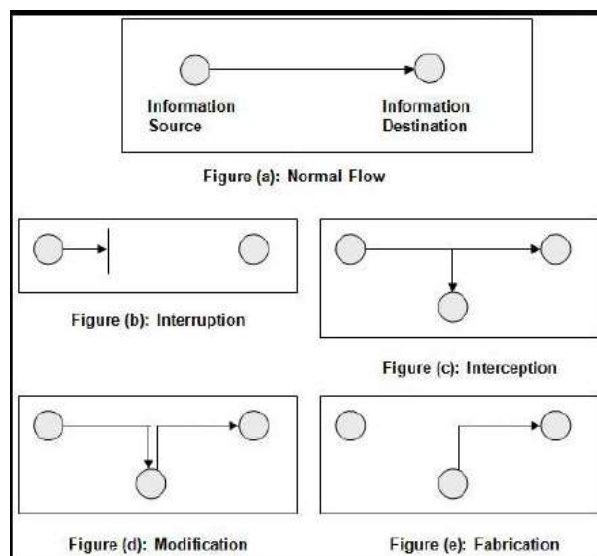 Information Source
Information Destination
Figure (a): Normal Flow
Figure (b): Interruption
Figure (c): Interception
Figure (d): Modification
Figure (e): Fabrication